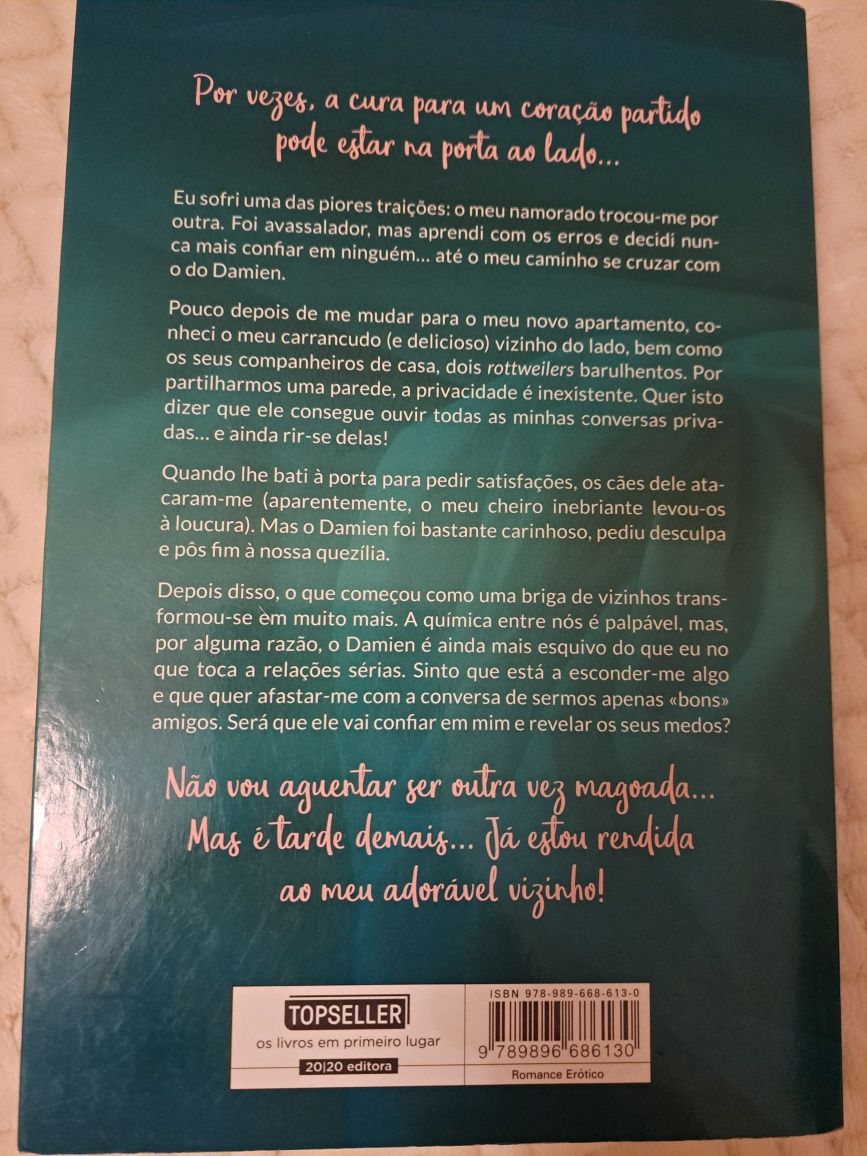 Por vezes, a cura para um coração partido
pode estar na porta ao lado...
Eu sofri uma das piores traições: o meu namorado trocou-me por
outra. Foi avassalador, mas aprendi com os erros e decidi nun-
ca mais confiar em ninguém... até o meu caminho se cruzar com
o do Damien.
Pouco depois de me mudar para o meu novo apartamento, co-
nheci o meu carrancudo (e delicioso) vizinho do lado, bem como
os seus companheiros de casa, dois rottweilers barulhentos. Por
partilharmos uma parede, a privacidade é inexistente. Quer isto
dizer que ele consegue ouvir todas as minhas conversas priva-
das... e ainda rir-se delas!
Quando lhe bati à porta para pedir satisfações, os cães dele ata-
caram-me (aparentemente, o meu cheiro inebriante levou-os
à loucura). Mas o Damien foi bastante carinhoso, pediu desculpa
e pôs fim à nossa quezília.
Depois disso, o que começou como uma briga de vizinhos trans-
formou-se em muito mais. A química entre nós é palpável, mas,
por alguma razão, o Damien é ainda mais esquivo do que eu no
que toca a relações sérias. Sinto que está a esconder-me algo
e que quer afastar-me com a conversa de sermos apenas «bons»
amigos. Será que ele vai confiar em mim e revelar os seus medos?
Não vou aguentar ser outra vez magoada...
Mas é tarde demais... Já estou rendida
ao meu adorável vizinho!
TOPSELLER
os livros em primeiro lugar
20|20 editora
ISBN 978-989-668-613-0
9 789896 686130
Romance Erótico